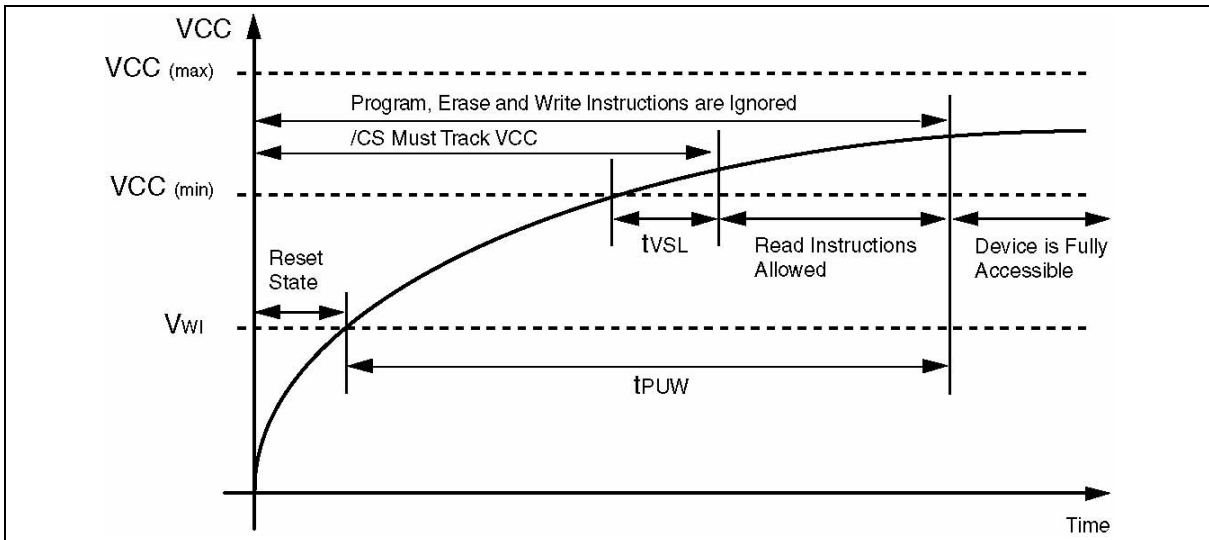 VCC
VCC (max)
Program, Erase and Write Instructions are Ignored
/CS Must Track VCC
VCC (min)
tVSL
Read Instructions
Allowed
Device is Fully
Accessible
Reset
State
VWI
tPUW
Time